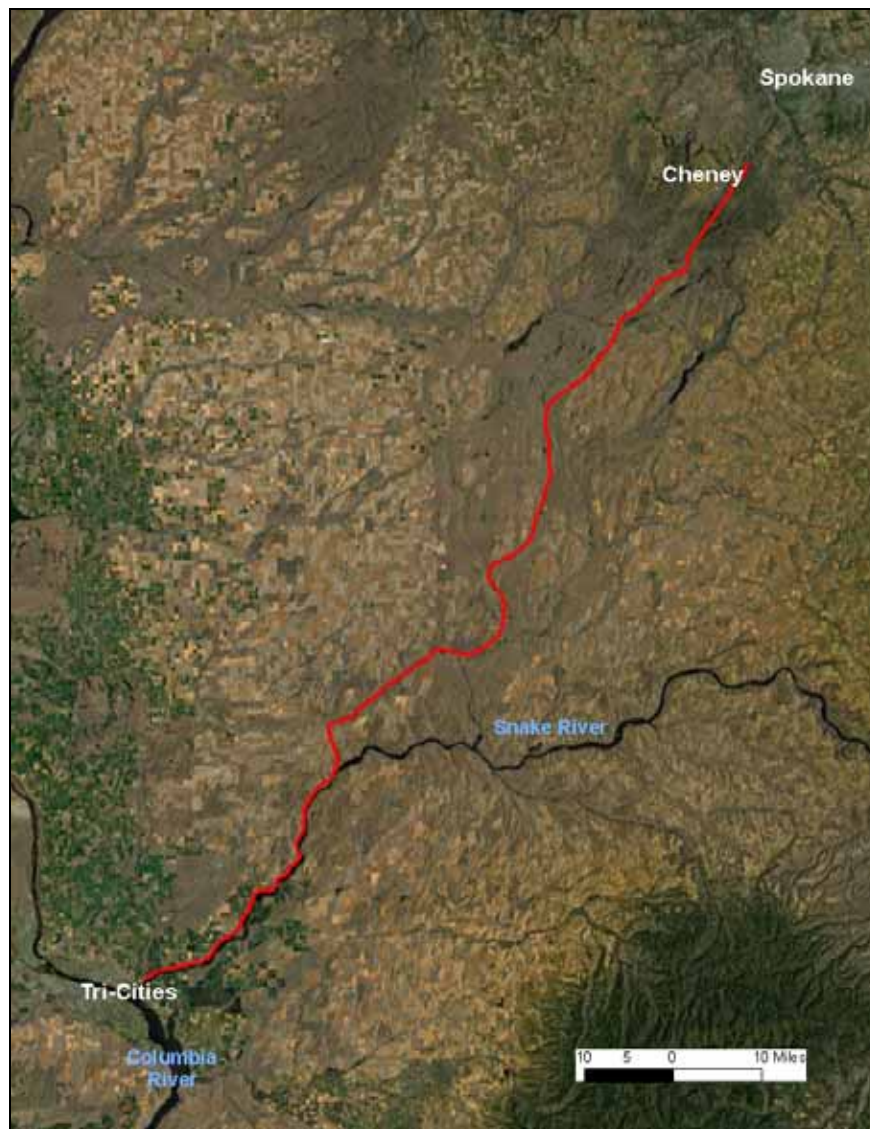 Spokane
Cheney
Snake River
Tri-Cities
Columbia
River
10 5 0 10 Miles